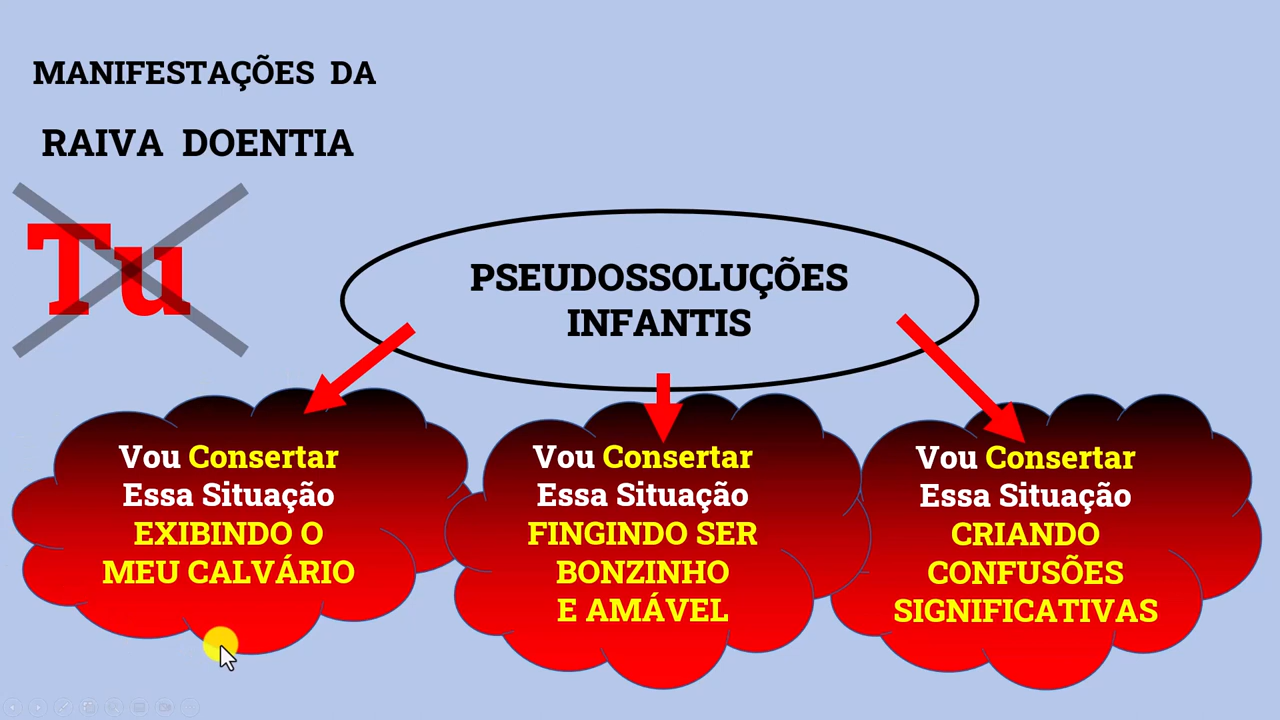 MANIFESTAÇÕES DA
RAIVA DOENTIA
Tu
PSEUDOSSOLUÇÕES
INFANTIS
Vou Consertar
Essa Situação
EXIBINDO O
MEU CALVÁRIO
Vou Consertar
Essa Situação
FINGINDO SER
BONZINHO
E AMÁVEL
Vou Consertar
Essa Situação
CRIANDO
CONFUSÕES
SIGNIFICATIVAS